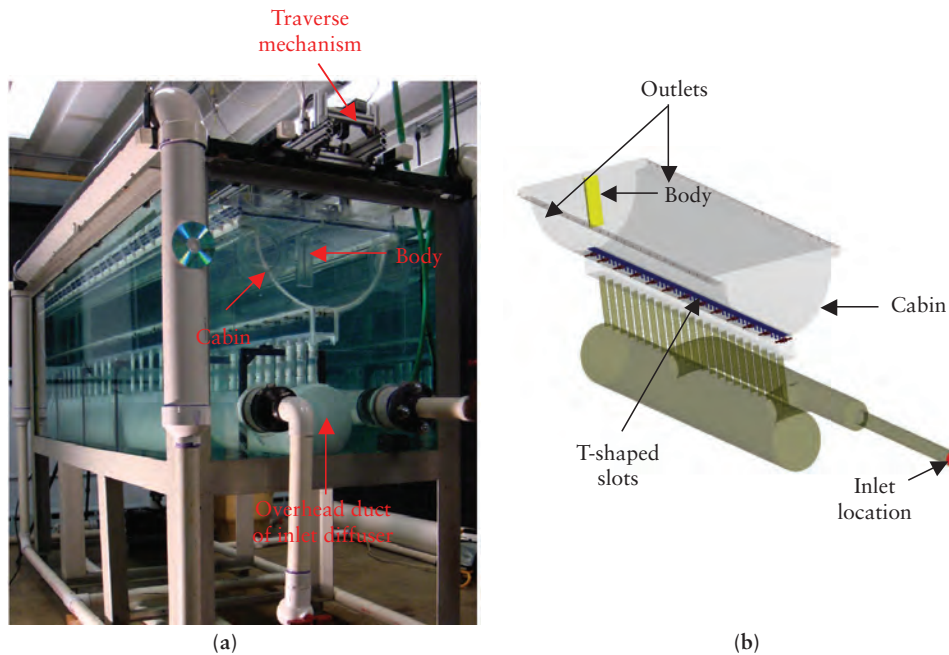 Traverse
mechanism
Body
Cabin
Overhead duct
of inlet diffuser
(a)
Outlets
Body
Cabin
T-shaped
slots
Inlet
location
(b)